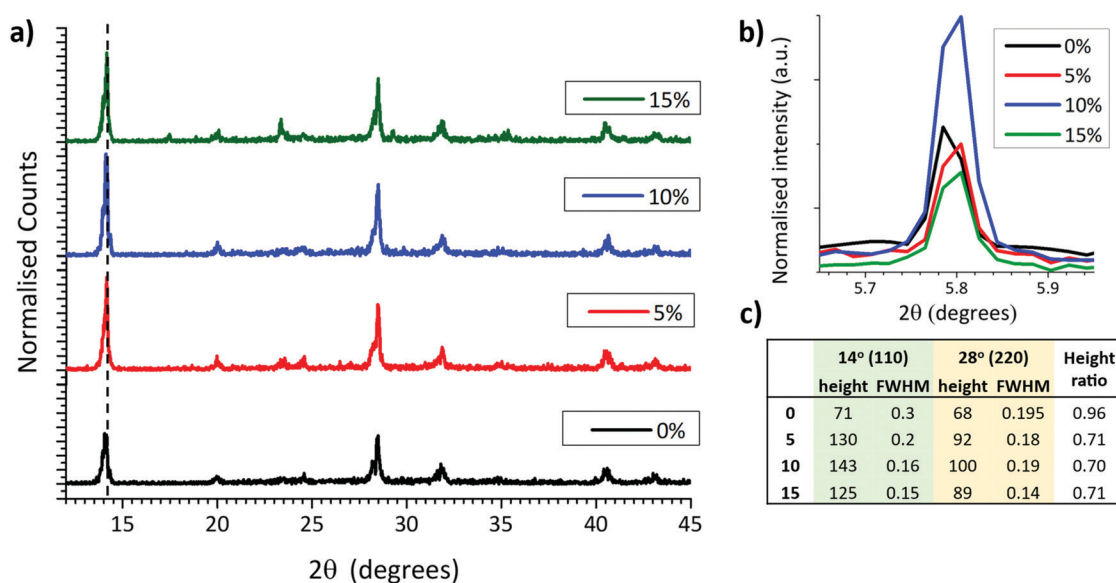 a)
Normalised Counts
15%
10%
5%
0%
15 20 25 30 35 40 45
2θ (degrees)
b)
Normalised intensity (a.u.)
0%
5%
10%
15%
5.7 5.8 5.9
2θ (degrees)
c)
14° (110) 28° (220) Height
height FWHM height FWHM ratio
0 71 0.3 68 0.195 0.96
5 130 0.2 92 0.18 0.71
10 143 0.16 100 0.19 0.70
15 125 0.15 89 0.14 0.71